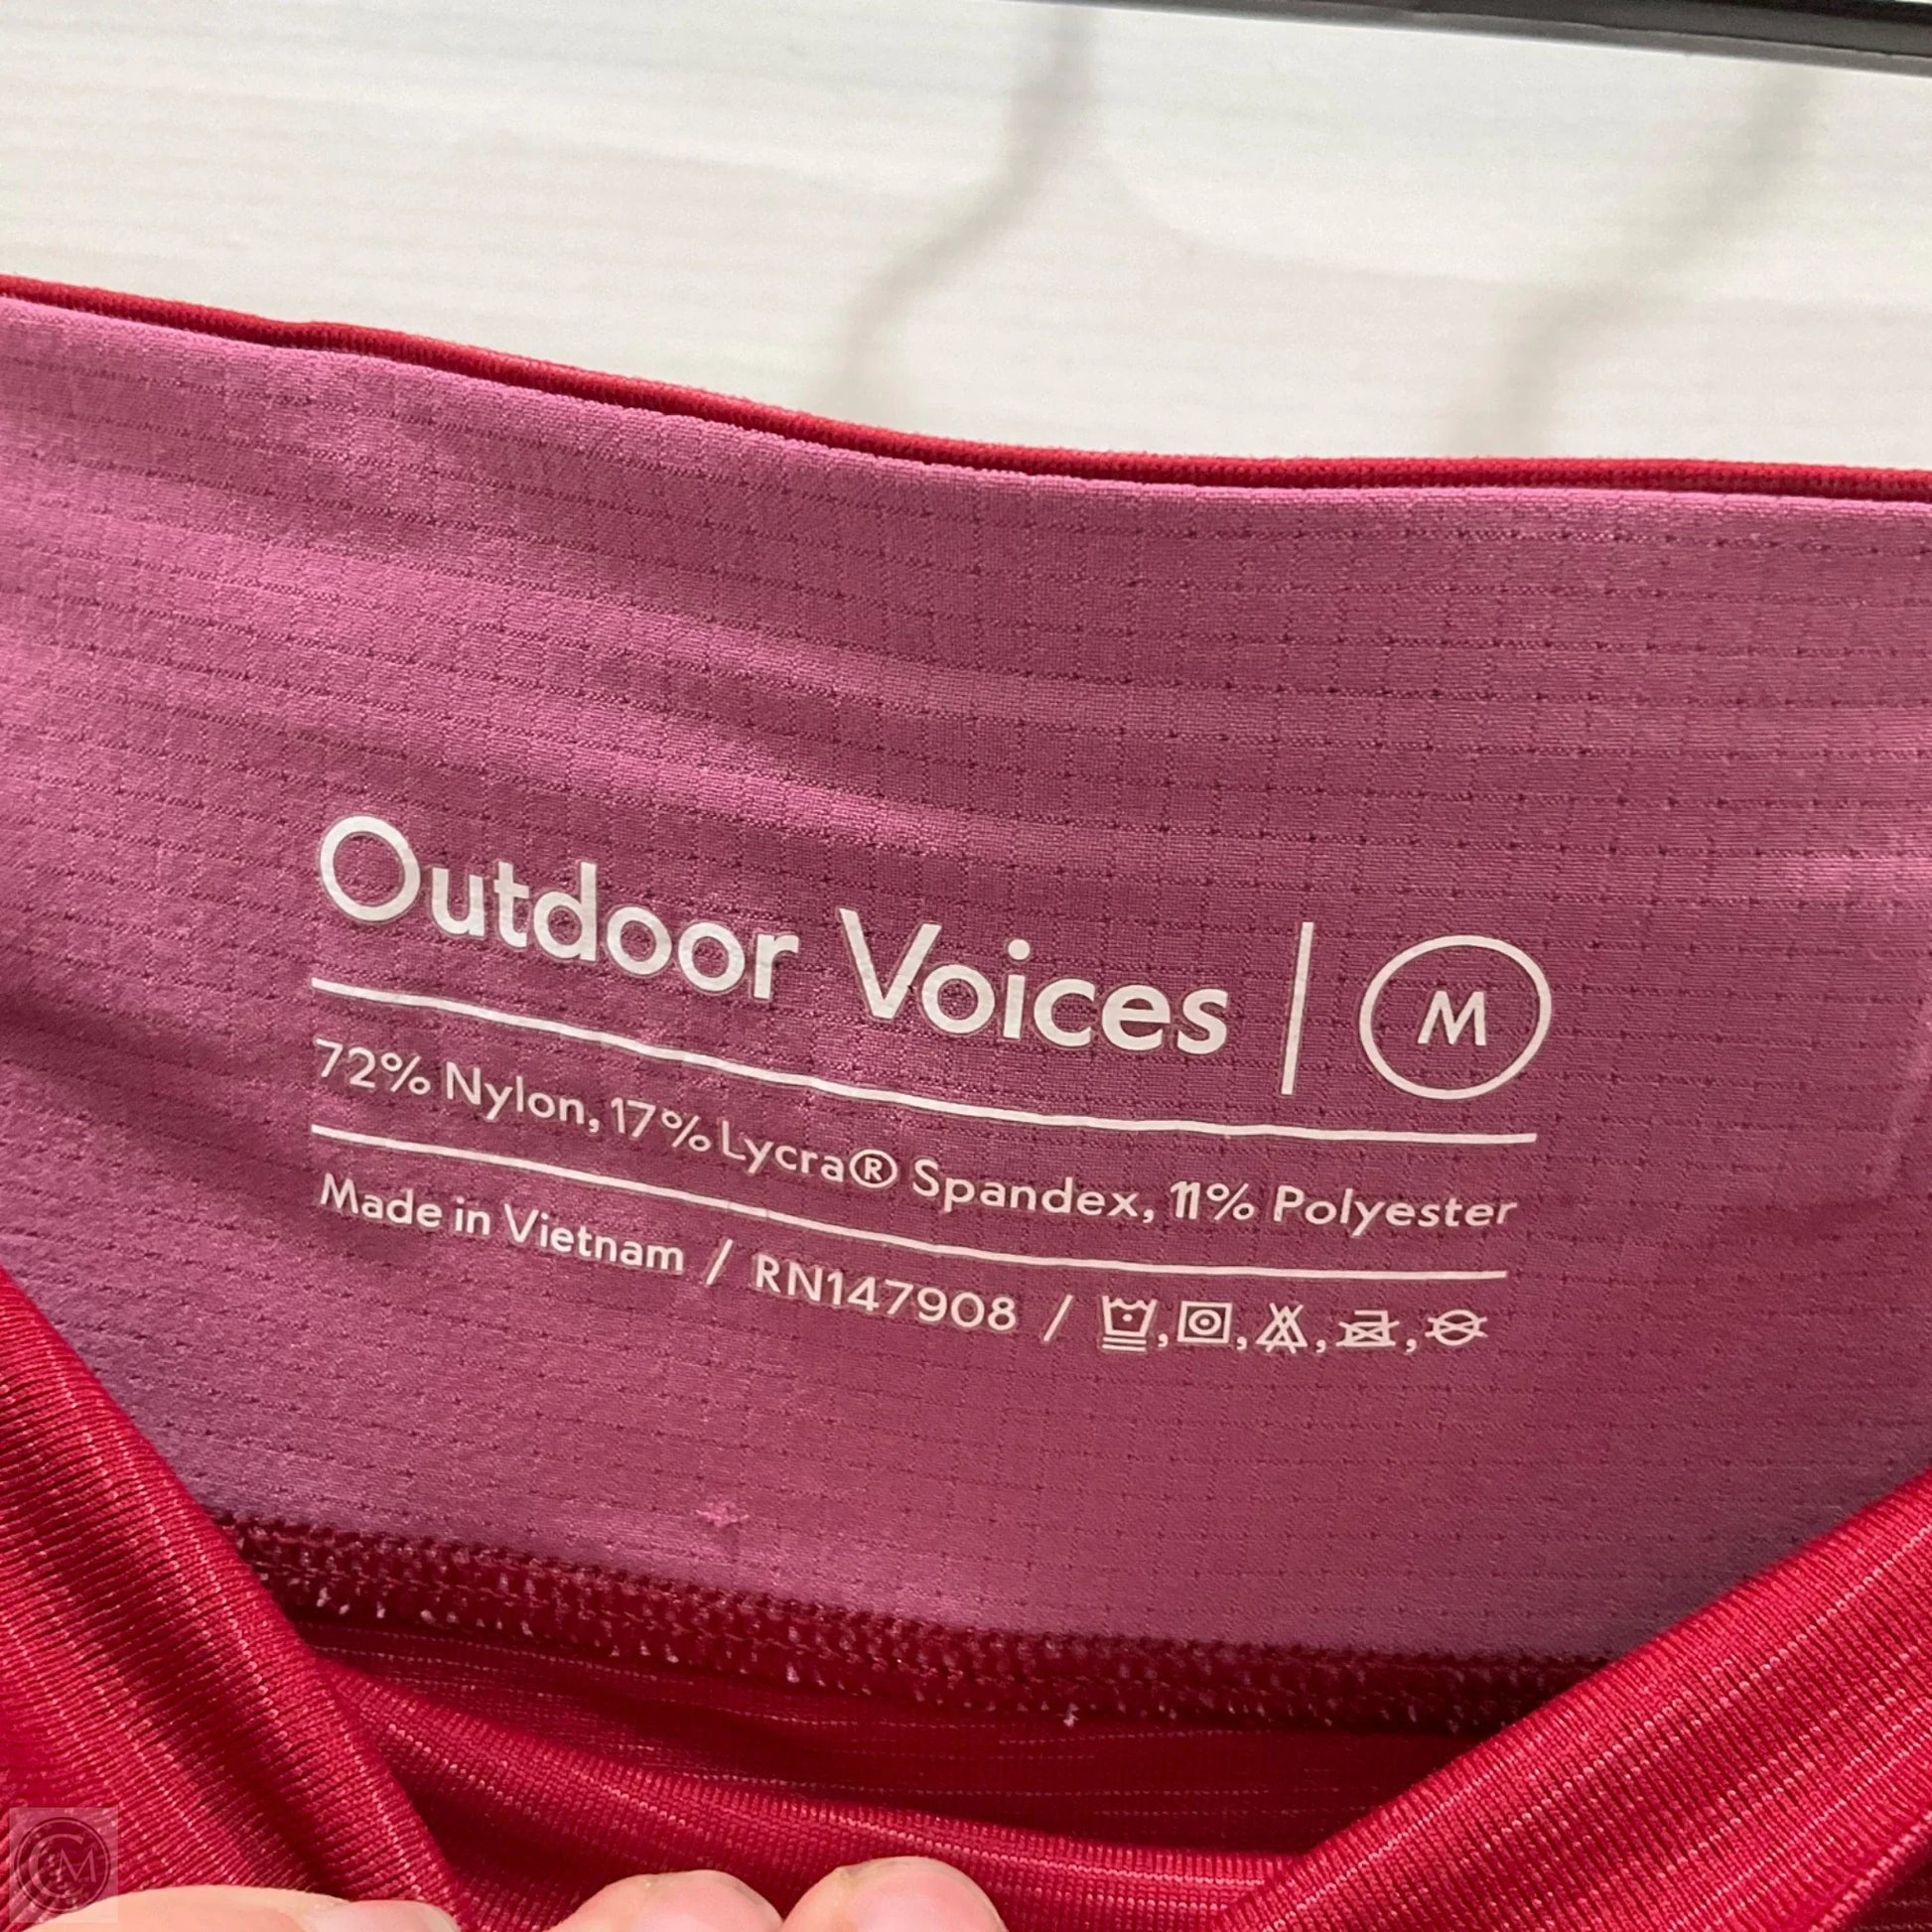 Outdoor Voices | M
72% Nylon, 17% Lycra® Spandex, 11% Polyester
Made in Vietnam / RN147908 /